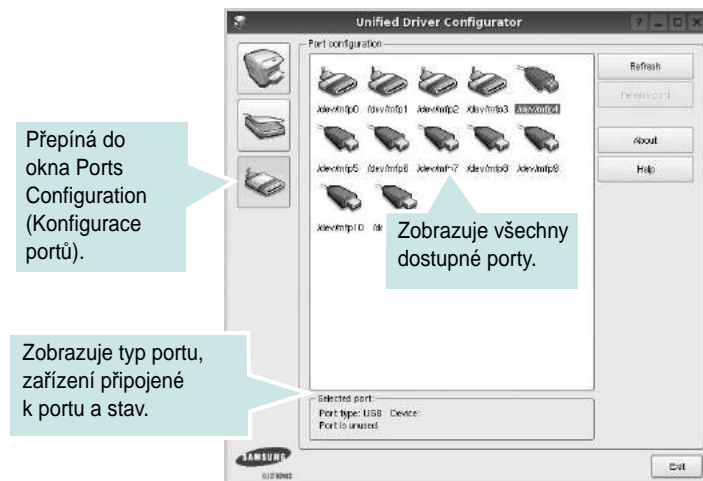 Unified Driver Configurator
Port configuration
/dev/mfp0 /dev/mfp1 /dev/mfp2 /dev/mfp3 /dev/mfp4
Refresh
Release port
/dev/mfp5 /dev/mfp6 /dev/mfp7 /dev/mfp8 /dev/mfp9
About
Help
/dev/mfp10
Přepíná do
okna Ports
Configuration
(Konfigurace
portů).
Zobrazuje všechny
dostupné porty.
Zobrazuje typ portu,
zařízení připojené
k portu a stav.
Selected port:
Port type: USB Device:
Port is unused
SAMSUNG
ELECTRONICS
Exit